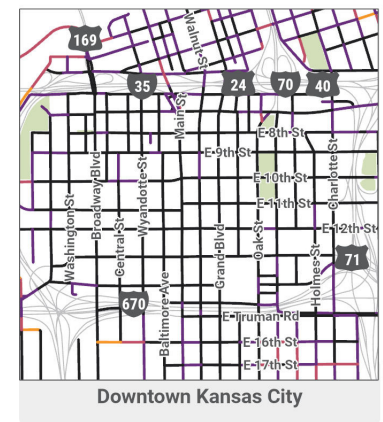 169
Walnut St
35
24
70
40
Main St
E 8th St
E 9th St
Charlotte St
E 10th St
E 11th St
Washington St
Broadway Blvd
Central St
Wyandotte St
Grand Blvd
Oak St
E 12th St
71
Holmes St
670
Baltimore Ave
E Truman Rd
E 16th St
E 17th St
Downtown Kansas City